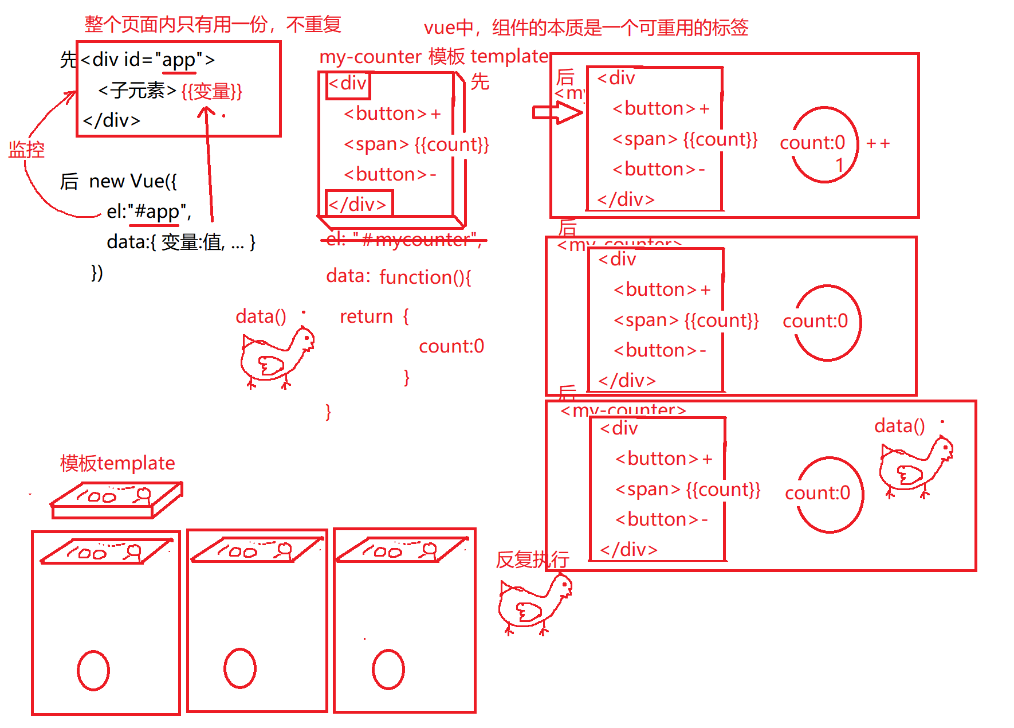 整个页面内只有用一份，不重复
先<div id="app">
<子元素> {{变量}}
</div>
监控
后 new Vue({
el:"#app",
data:{ 变量:值, ... }
})
vue中，组件的本质是一个可重用的标签
my-counter 模板 template
先
<div
<button>+
<span> {{count}}
<button>-
</div>
el: "#mycounter",
data: function(){
return {
count:0
}
}
data()
后
<my
<div
<button>+
<span> {{count}}
<button>-
</div>
count:0 ++
1
后
<my-counter>
<div
<button>+
<span> {{count}}
<button>-
</div>
count:0
后
<my-counter>
<div
<button>+
<span> {{count}}
<button>-
</div>
count:0
data()
反复执行
模板template